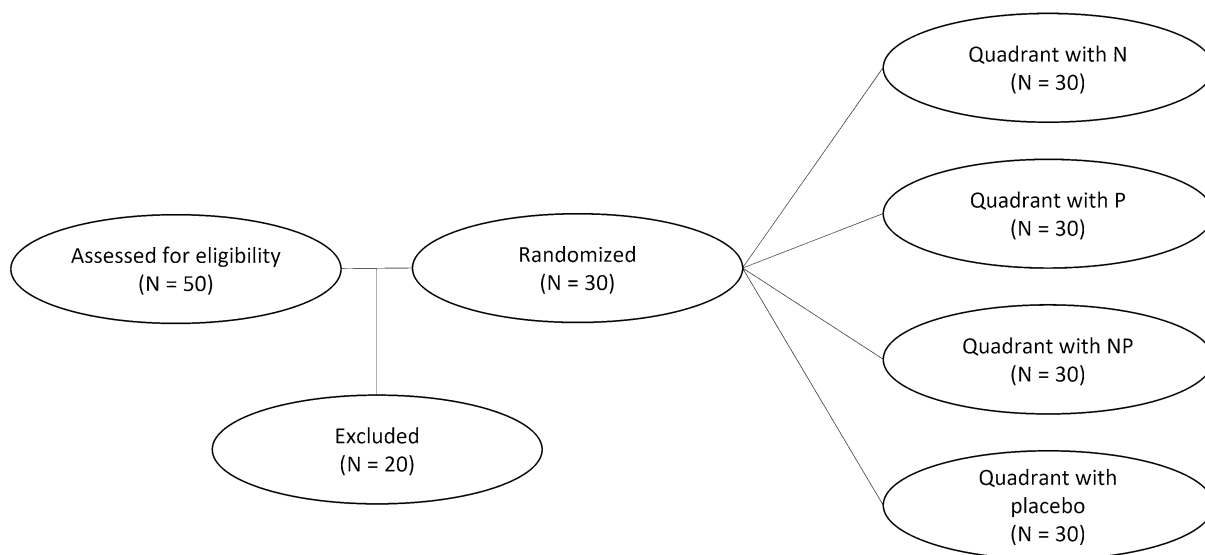 Assessed for eligibility
(N = 50)
Excluded
(N = 20)
Randomized
(N = 30)
Quadrant with N
(N = 30)
Quadrant with P
(N = 30)
Quadrant with NP
(N = 30)
Quadrant with
placebo
(N = 30)